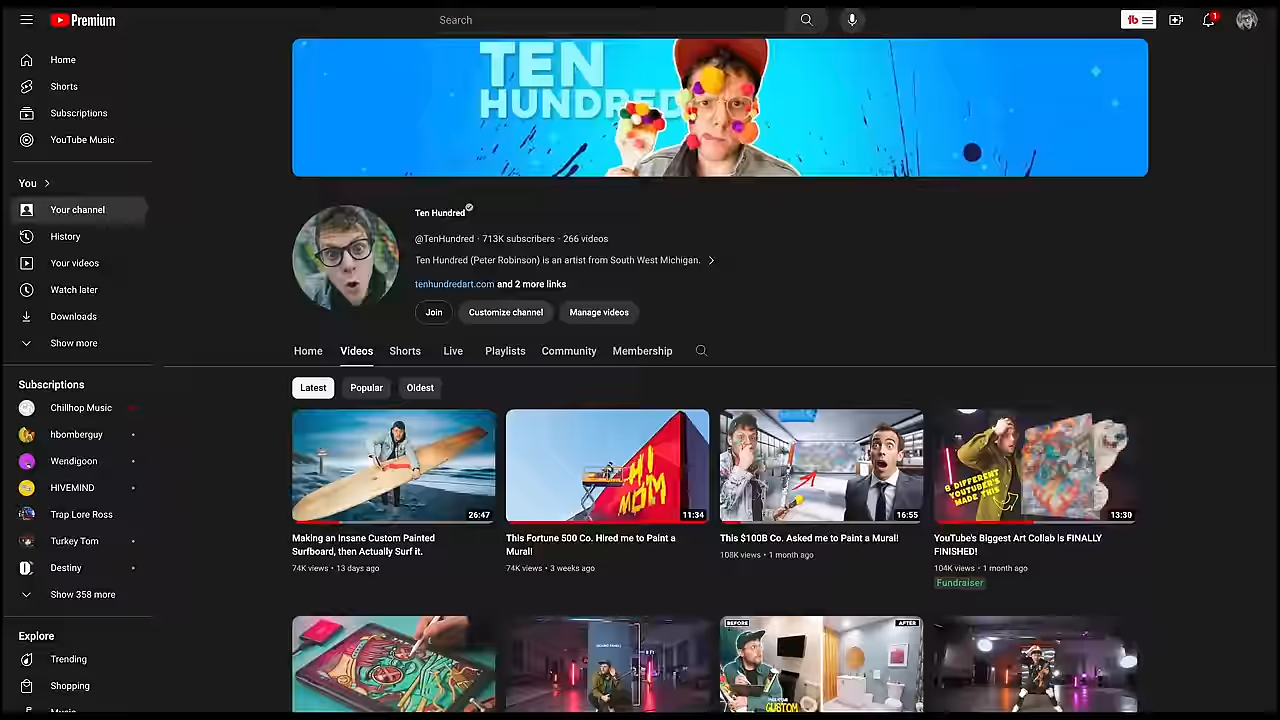 Premium
Search
1
Home
Shorts
Subscriptions
YouTube Music
You
Your channel
History
Your videos
Watch later
Downloads
Show more
Subscriptions
Chillhop Music
hbomberguy
Wendigoon
HIVEMIND
Trap Lore Ross
Turkey Tom
Destiny
Show 358 more
Explore
Trending
Shopping
TEN
HUNDRED
Ten Hundred
@TenHundred · 713K subscribers · 266 videos
Ten Hundred (Peter Robinson) is an artist from South West Michigan.
tenhundredart.com and 2 more links
Join
Customize channel
Manage videos
Home
Videos
Shorts
Live
Playlists
Community
Membership
Latest
Popular
Oldest
26:47
Making an Insane Custom Painted
Surfboard, then Actually Surf it.
74K views · 13 days ago
HI
MOM
11:34
This Fortune 500 Co. Hired me to Paint a
Mural!
74K views · 3 weeks ago
16:55
This $100B Co. Asked me to Paint a Mural!
108K views · 1 month ago
8 DIFFERENT
YOUTUBER'S
MADE THIS
13:30
YouTube's Biggest Art Collab is FINALLY
FINISHED!
104K views · 1 month ago
Fundraiser
BEFORE
AFTER
CUSTOM